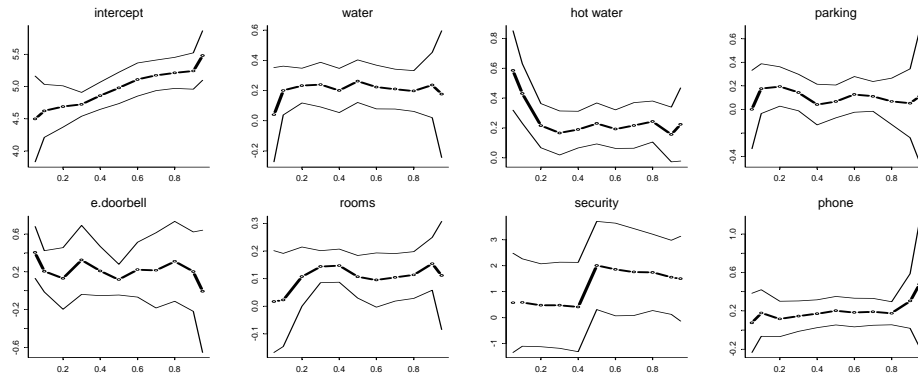 intercept water hot water parking
4.0 4.5 5.0 5.5
-0.2 0.0 0.2 0.4 0.6
0.0 0.2 0.4 0.6 0.8
-0.4 0.0 0.2 0.4 0.6
0.2 0.4 0.6 0.8
0.2 0.4 0.6 0.8
0.2 0.4 0.6 0.8
0.2 0.4 0.6 0.8
e.doorbell rooms security phone
-0.6 -0.2 0.2 0.6
-0.1 0.0 0.1 0.2 0.3
-1 0 1 2 3
-0.2 0.2 0.6 1.0
0.2 0.4 0.6 0.8
0.2 0.4 0.6 0.8
0.2 0.4 0.6 0.8
0.2 0.4 0.6 0.8